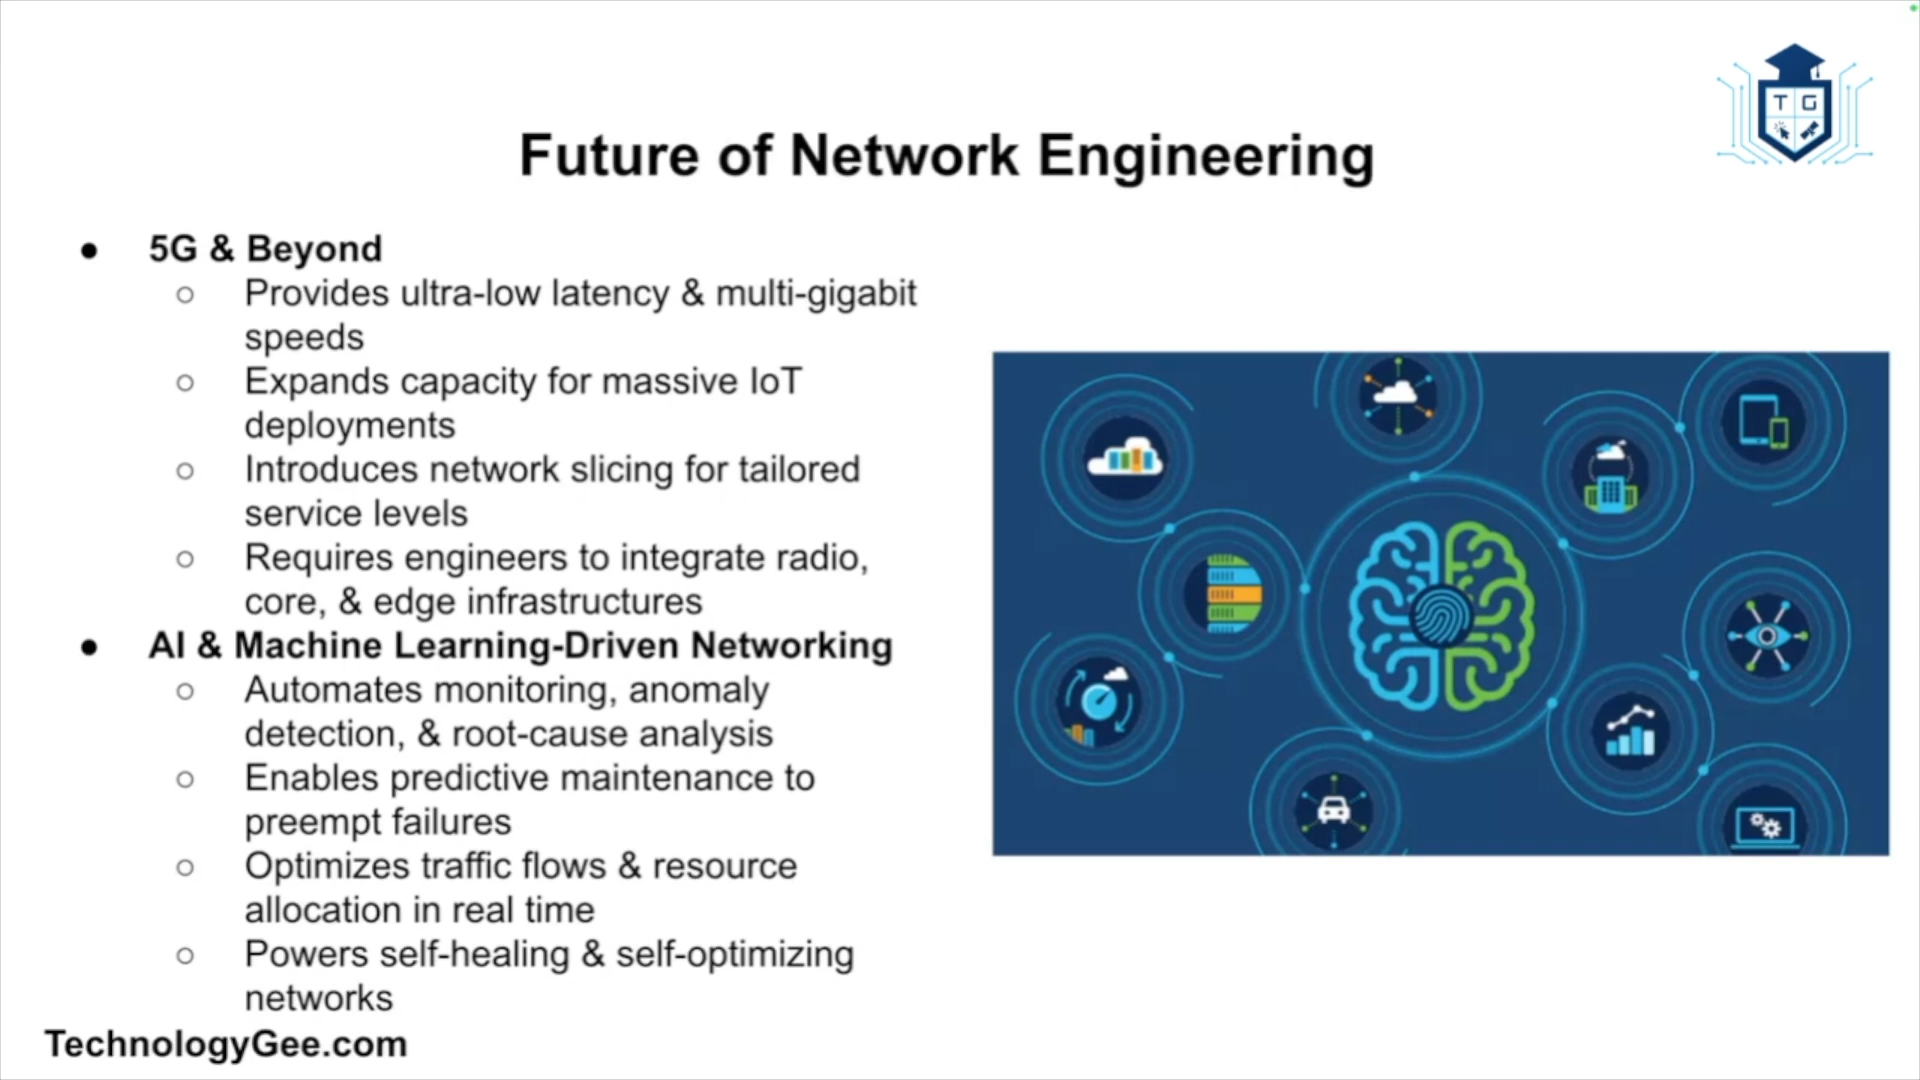 T G
Future of Network Engineering
● 5G & Beyond
○ Provides ultra-low latency & multi-gigabit
speeds
○ Expands capacity for massive IoT
deployments
○ Introduces network slicing for tailored
service levels
○ Requires engineers to integrate radio,
core, & edge infrastructures
● AI & Machine Learning-Driven Networking
○ Automates monitoring, anomaly
detection, & root-cause analysis
○ Enables predictive maintenance to
preempt failures
○ Optimizes traffic flows & resource
allocation in real time
○ Powers self-healing & self-optimizing
networks
TechnologyGee.com